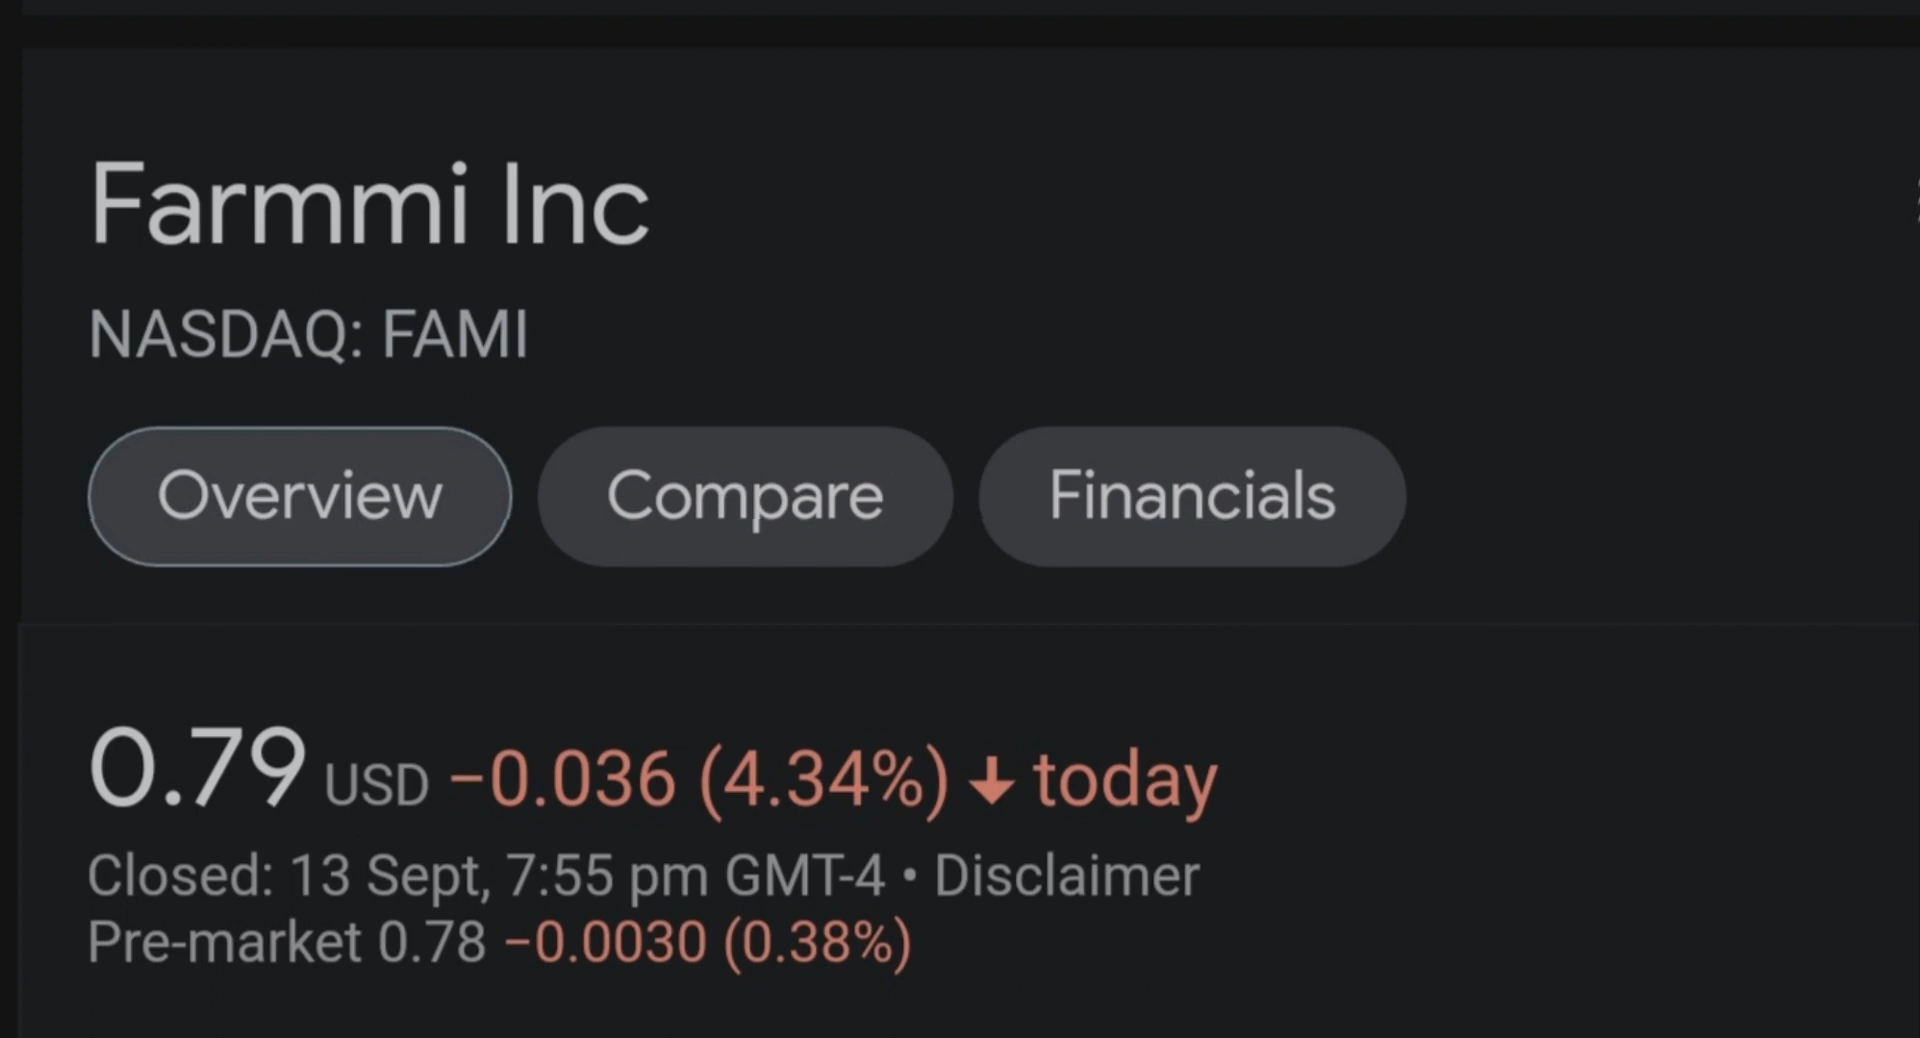 Farmmi Inc
NASDAQ: FAMI
Overview Compare Financials
0.79 USD −0.036 (4.34%) ↓ today
Closed: 13 Sept, 7:55 pm GMT-4 • Disclaimer
Pre-market 0.78 −0.0030 (0.38%)